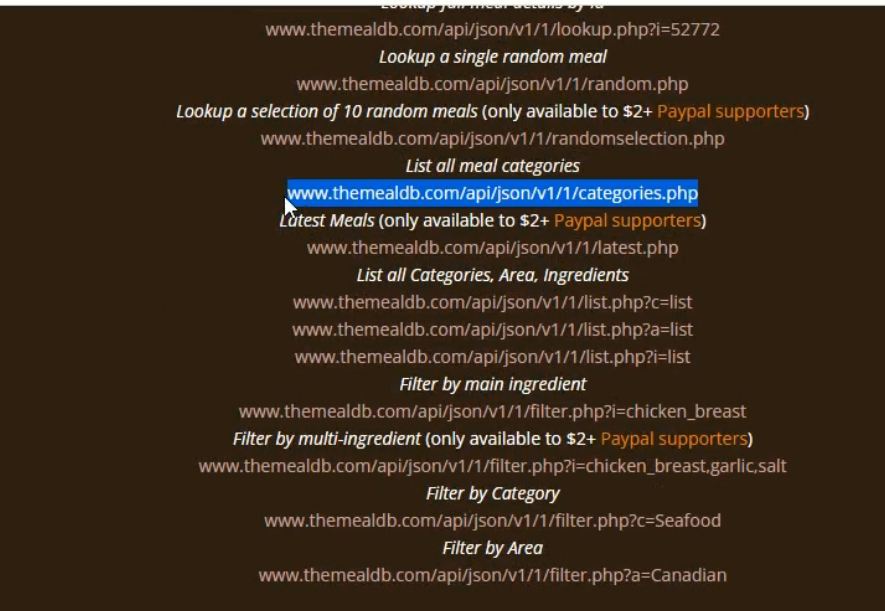 Lookup full meal details by id
www.themealdb.com/api/json/v1/1/lookup.php?i=52772
Lookup a single random meal
www.themealdb.com/api/json/v1/1/random.php
Lookup a selection of 10 random meals (only available to $2+ Paypal supporters)
www.themealdb.com/api/json/v1/1/randomselection.php
List all meal categories
www.themealdb.com/api/json/v1/1/categories.php
Latest Meals (only available to $2+ Paypal supporters)
www.themealdb.com/api/json/v1/1/latest.php
List all Categories, Area, Ingredients
www.themealdb.com/api/json/v1/1/list.php?c=list
www.themealdb.com/api/json/v1/1/list.php?a=list
www.themealdb.com/api/json/v1/1/list.php?i=list
Filter by main ingredient
www.themealdb.com/api/json/v1/1/filter.php?i=chicken_breast
Filter by multi-ingredient (only available to $2+ Paypal supporters)
www.themealdb.com/api/json/v1/1/filter.php?i=chicken_breast,garlic,salt
Filter by Category
www.themealdb.com/api/json/v1/1/filter.php?c=Seafood
Filter by Area
www.themealdb.com/api/json/v1/1/filter.php?a=Canadian